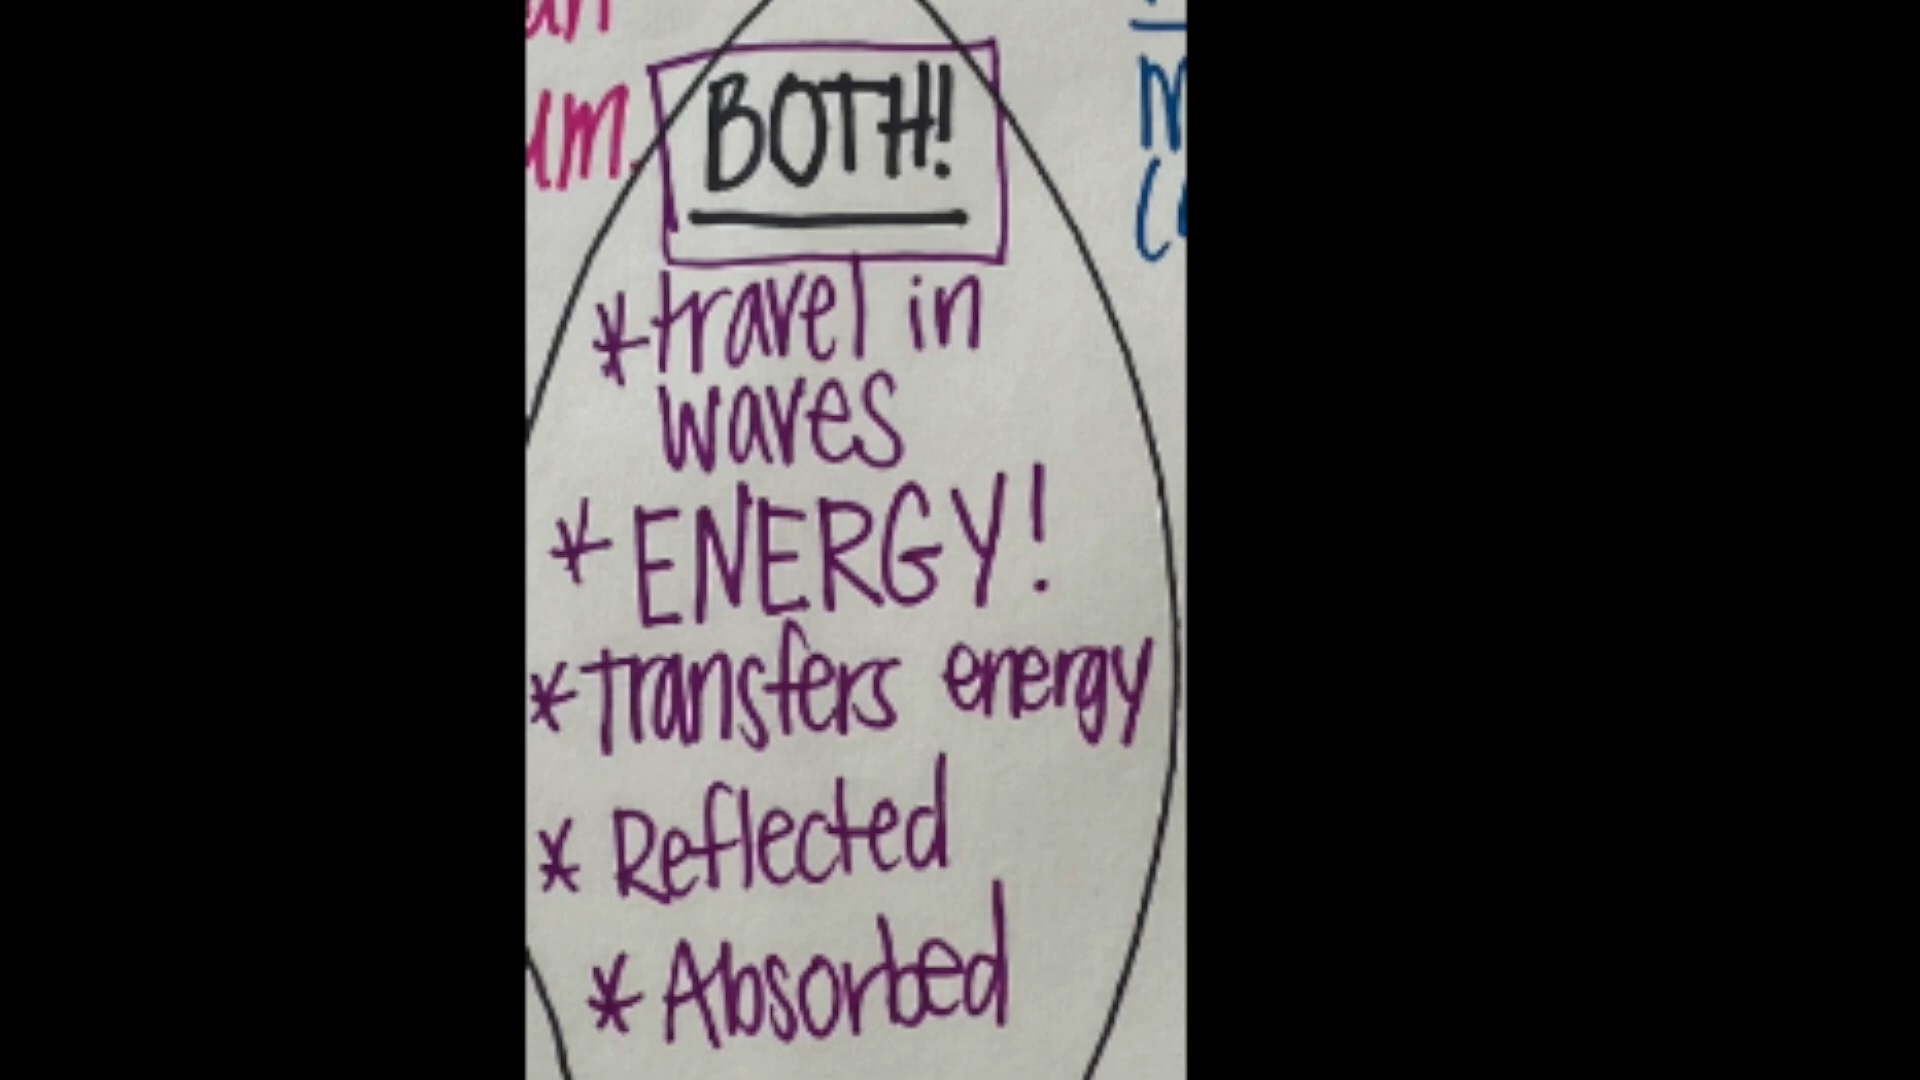 BOTH!
*travel in
waves
*ENERGY!
*Transfers energy
*Reflected
*Absorbed